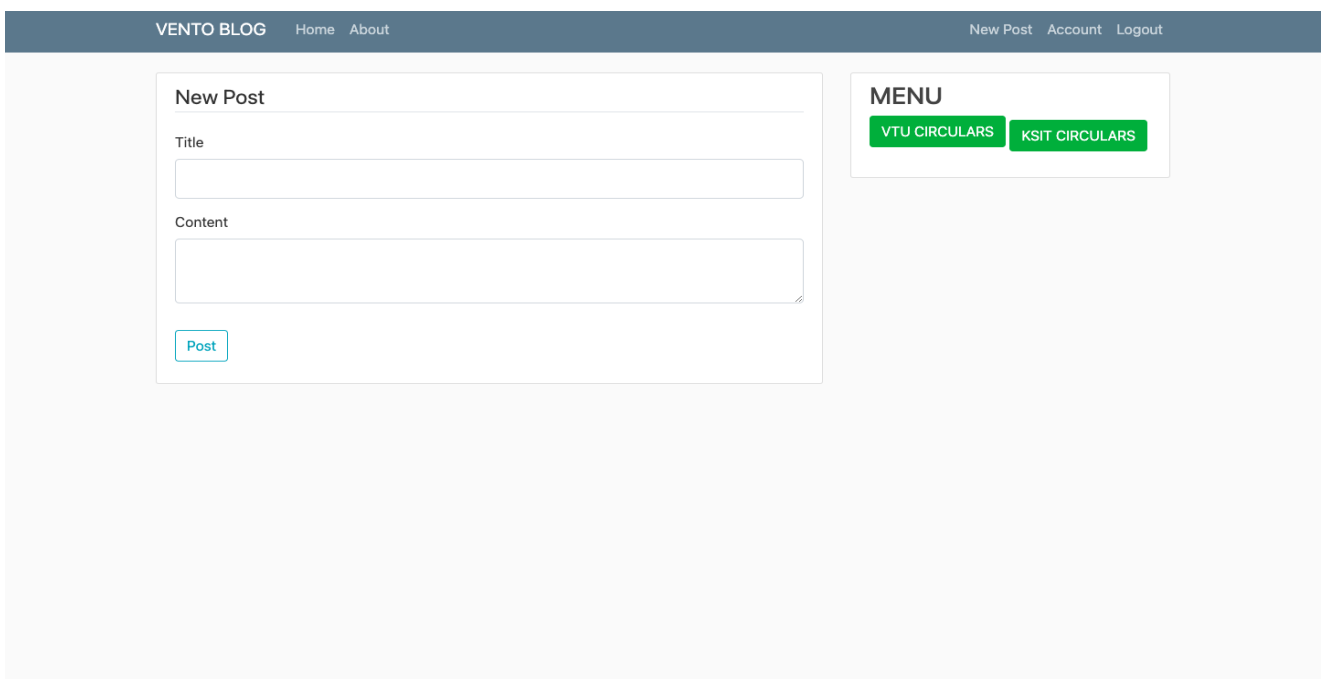 VENTO BLOG Home About New Post Account Logout
New Post
Title
Content
Post
MENU
VTU CIRCULARS KSIT CIRCULARS